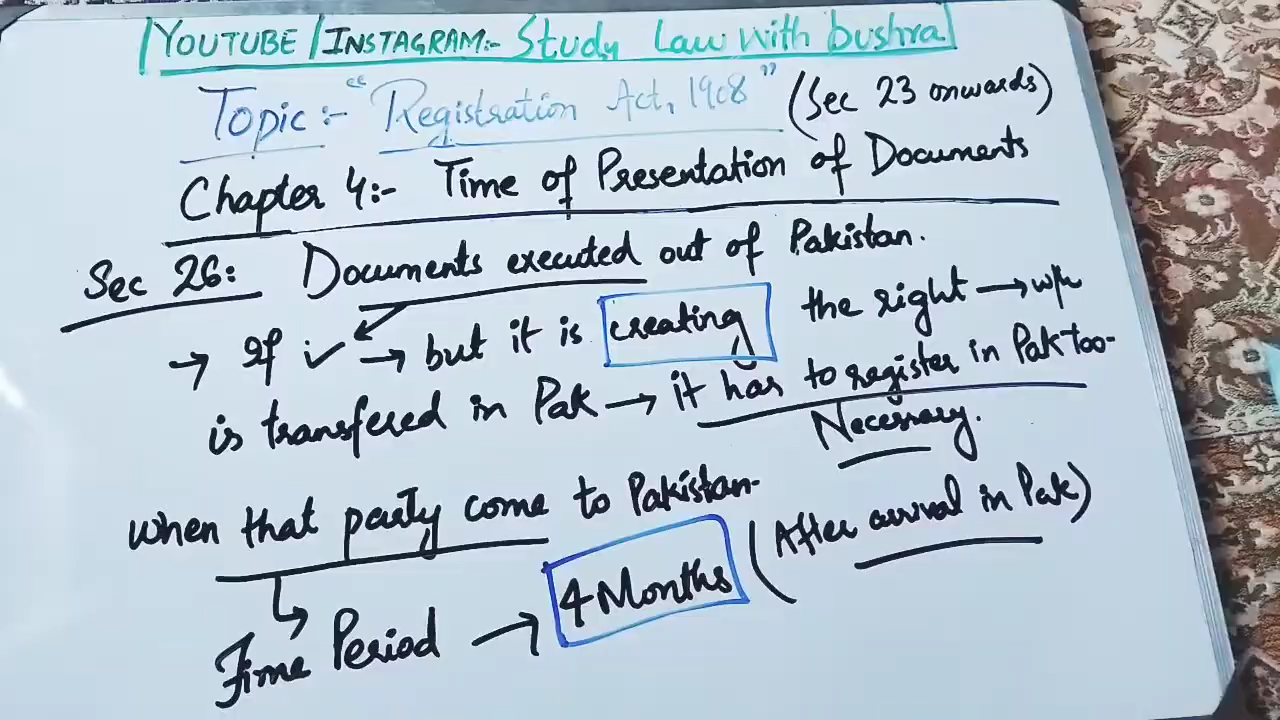 YOUTUBE/INSTAGRAM:- Study Law with bushra
Topic:- "Registration Act, 1908" (Sec 23 onwards)
Chapter 4:- Time of Presentation of Documents
Sec 26: Documents executed out of Pakistan.
→ If ✓ → but it is creating the right → w/c
is transfered in Pak → it has to register in Pak too-
Necessary.
when that party come to Pakistan-
Time Period → 4 Months (After arrival in Pak)